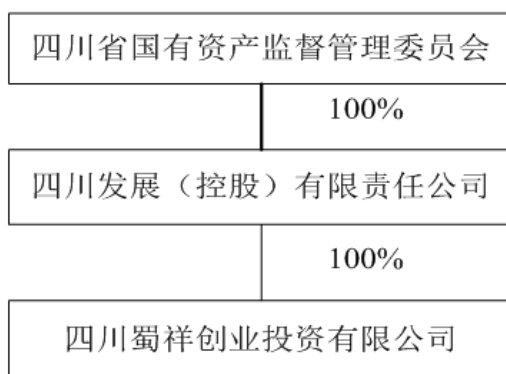 四川省国有资产监督管理委员会
100%
四川发展（控股）有限责任公司
100%
四川蜀祥创业投资有限公司